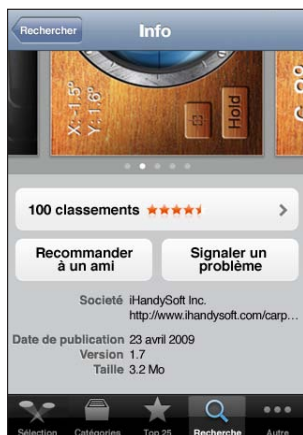 Rechercher Info
X:-1.5°
Y:1.6°
Hold
100 classements
Recommander à un ami
Signaler un problème
Societé iHandySoft Inc.
http://www.ihandysoft.com/carp...
Date de publication 23 avril 2009
Version 1.7
Taille 3.2 Mo
Sélection Catégories Top 25 Recherche Autre